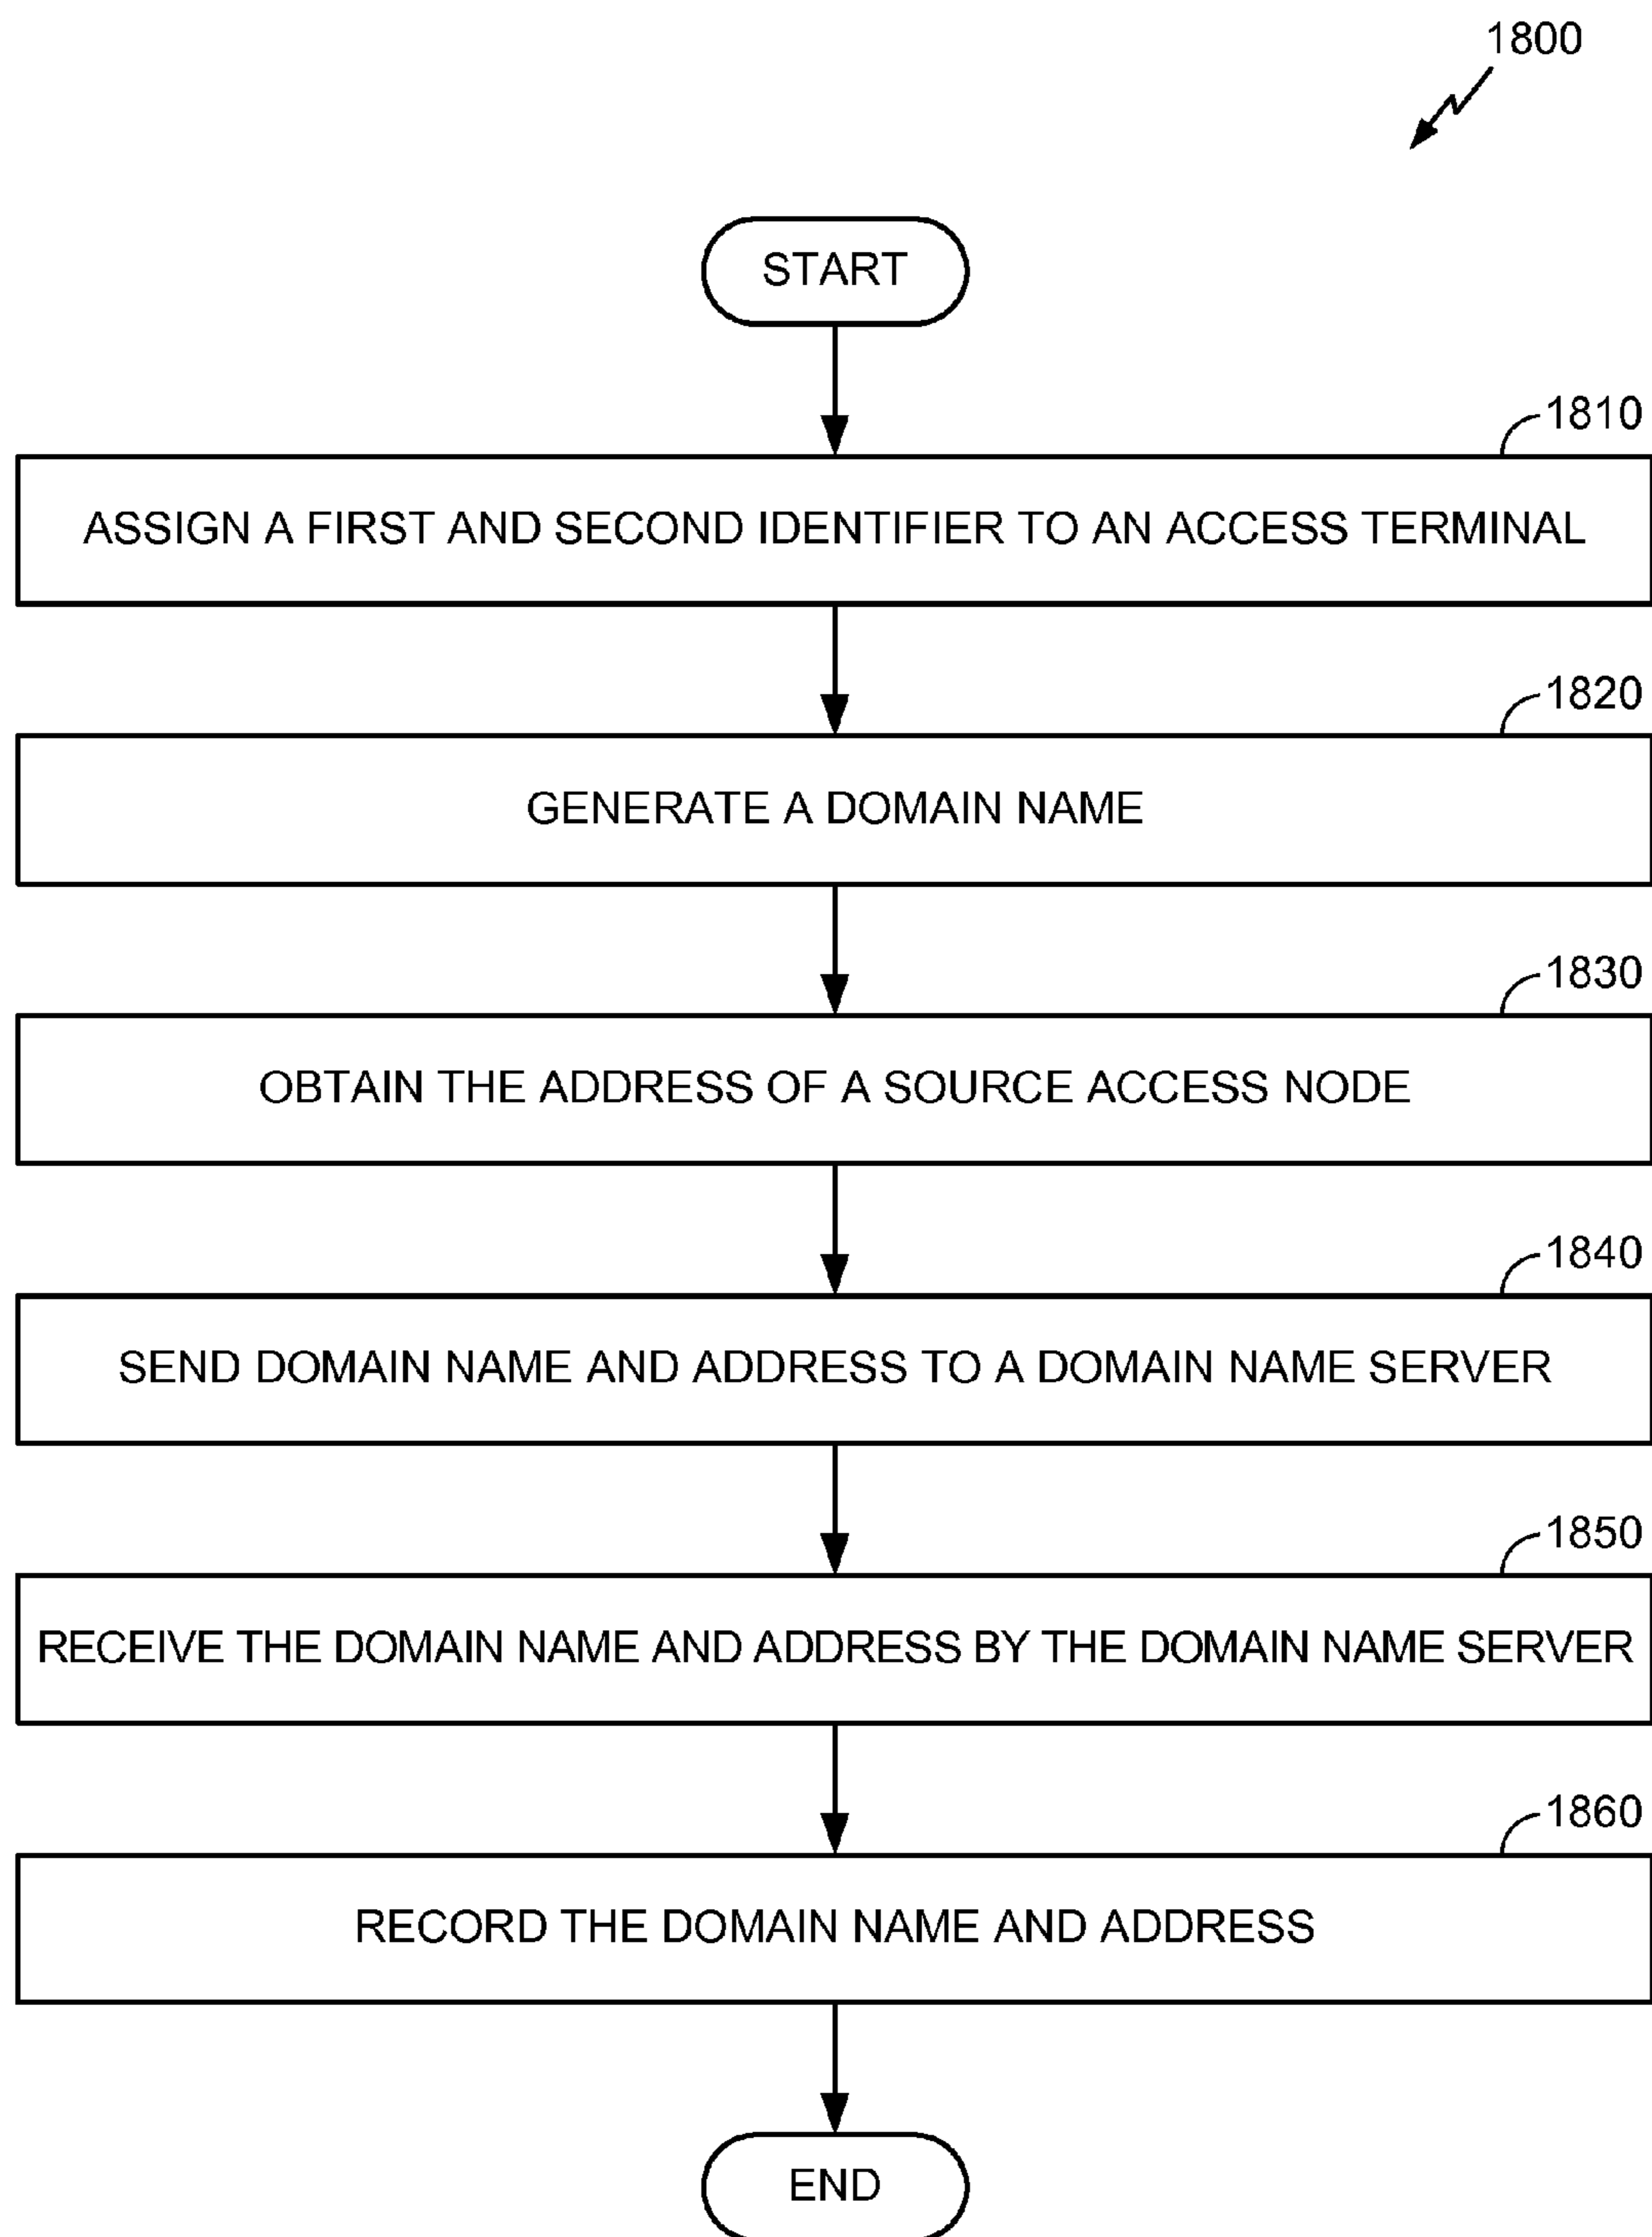 1800
START
1810
ASSIGN A FIRST AND SECOND IDENTIFIER TO AN ACCESS TERMINAL
1820
GENERATE A DOMAIN NAME
1830
OBTAIN THE ADDRESS OF A SOURCE ACCESS NODE
1840
SEND DOMAIN NAME AND ADDRESS TO A DOMAIN NAME SERVER
1850
RECEIVE THE DOMAIN NAME AND ADDRESS BY THE DOMAIN NAME SERVER
1860
RECORD THE DOMAIN NAME AND ADDRESS
END